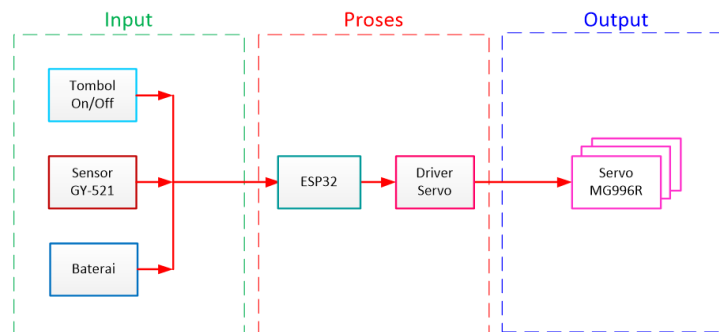 Input
Proses
Output
Tombol
On/Off
Sensor
GY-521
Baterai
ESP32
Driver
Servo
Servo
MG996R